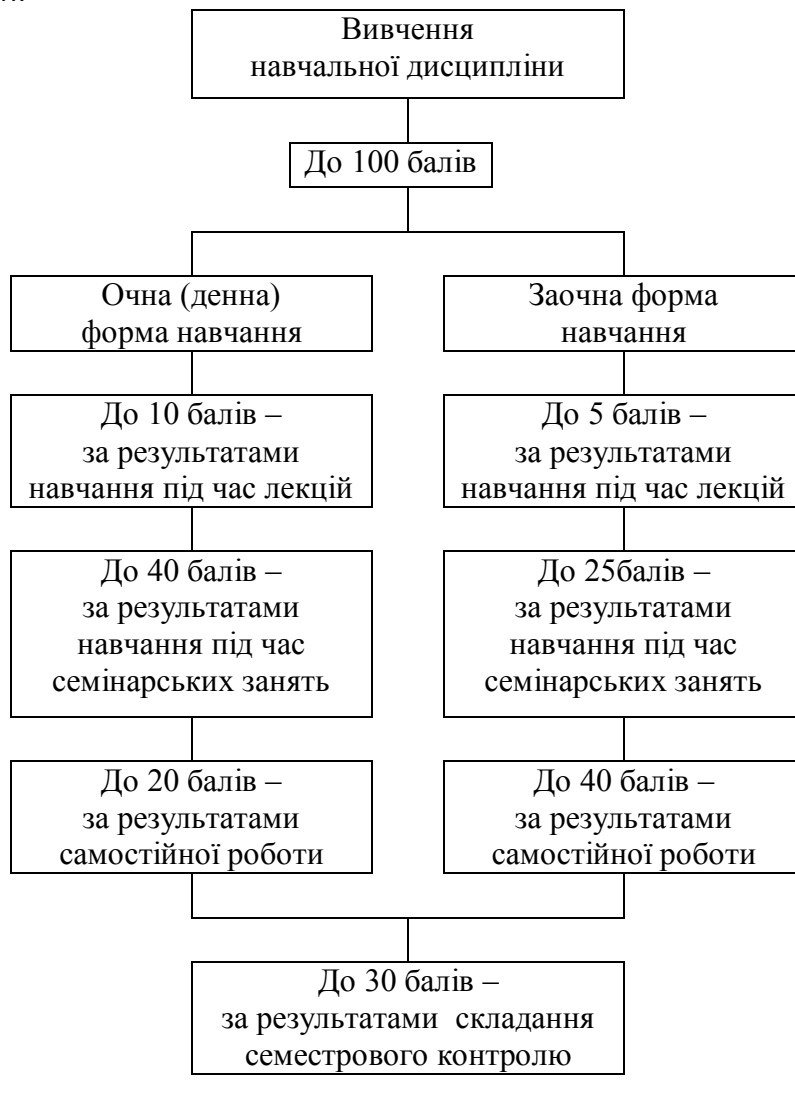 Вивчення
навчальної дисципліни
До 100 балів
Очна (денна)
форма навчання
Заочна форма
навчання
До 10 балів –
за результатами
навчання під час лекцій
До 5 балів –
за результатами
навчання під час лекцій
До 40 балів –
за результатами
навчання під час
семінарських занять
До 25балів –
за результатами
навчання під час
семінарських занять
До 20 балів –
за результатами
самостійної роботи
До 40 балів –
за результатами
самостійної роботи
До 30 балів –
за результатами складання
семестрового контролю